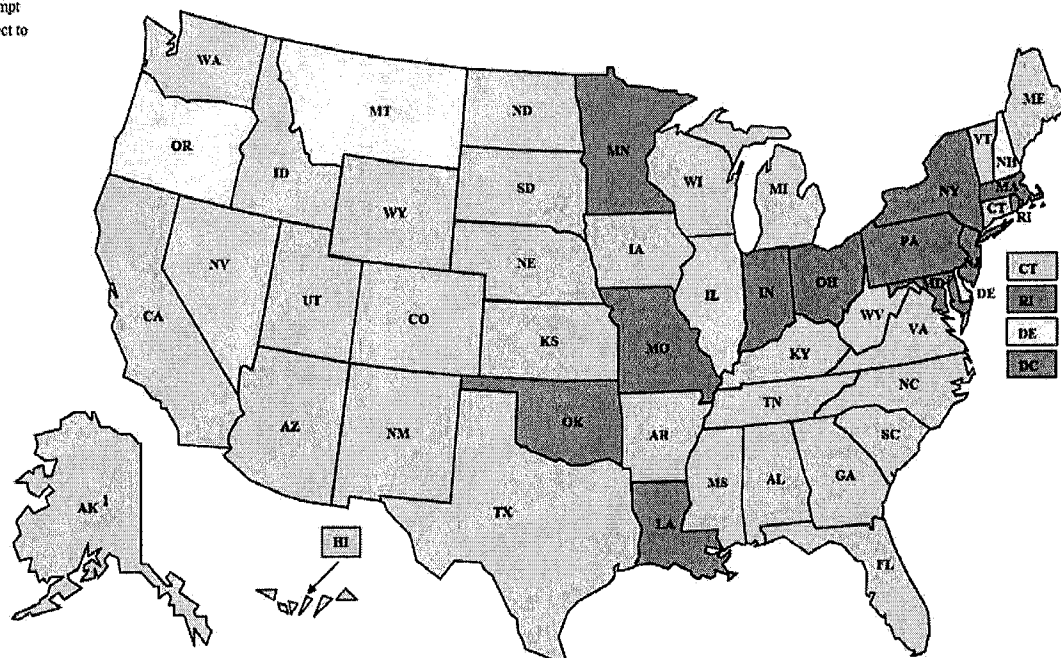 mpt
ect to
WA
MT
ND
MN
ME
VT
NH
OR
ID
SD
WI
MI
NY
MA
CT
RI
WY
IA
PA
NV
NE
IL
IN
OH
NJ
MD
DE
CT
RI
DE
DC
UT
CO
CA
KS
MO
WV
VA
KY
NC
TN
AZ
NM
OK
AR
SC
MS
AL
GA
AK 1
TX
LA
HI
FL